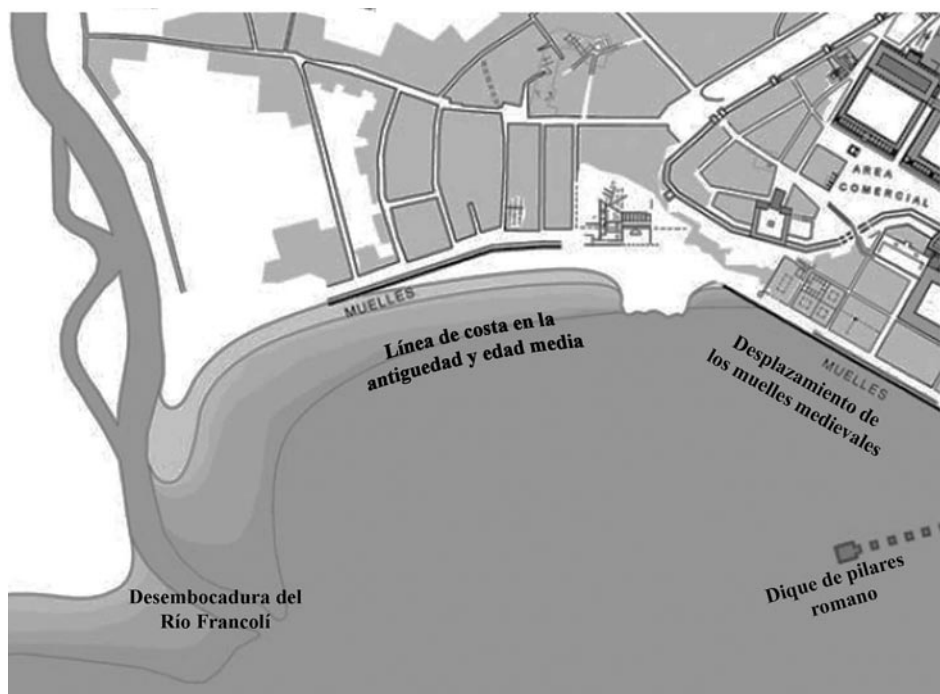 AREA
COMERCIAL
MUELLES
Línea de costa en la
antiguedad y edad media
Desplazamiento de
los muelles medievales
MUELLES
Dique de pilares
romano
Desembocadura del
Río Francolí